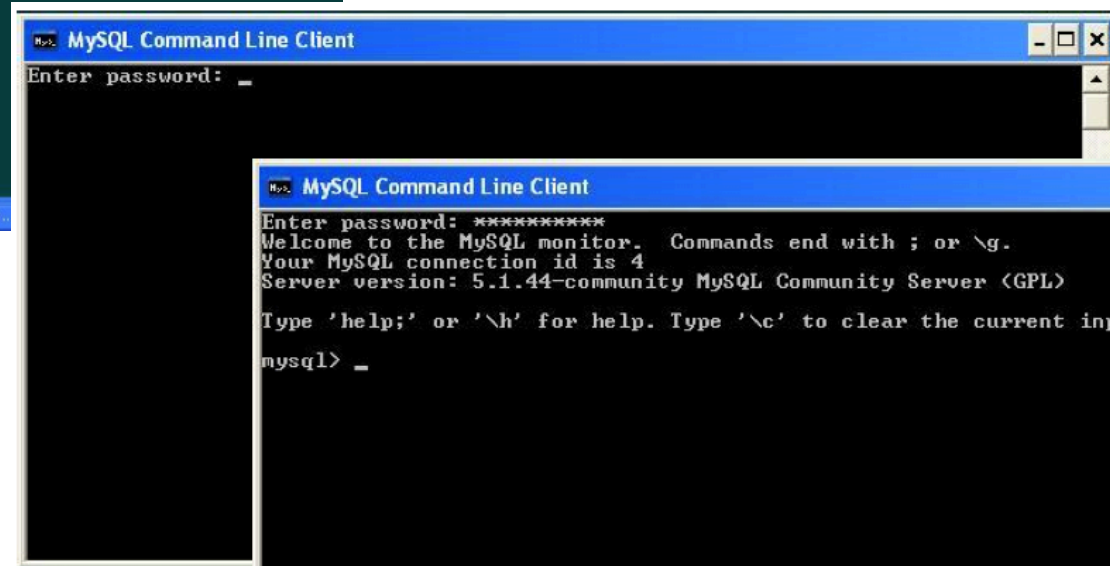 MySQL Command Line Client
Enter password: _
MySQL Command Line Client
Enter password: **********
Welcome to the MySQL monitor.  Commands end with ; or \g.
Your MySQL connection id is 4
Server version: 5.1.44-community MySQL Community Server (GPL)
Type 'help;' or '\h' for help. Type '\c' to clear the current
mysql> _